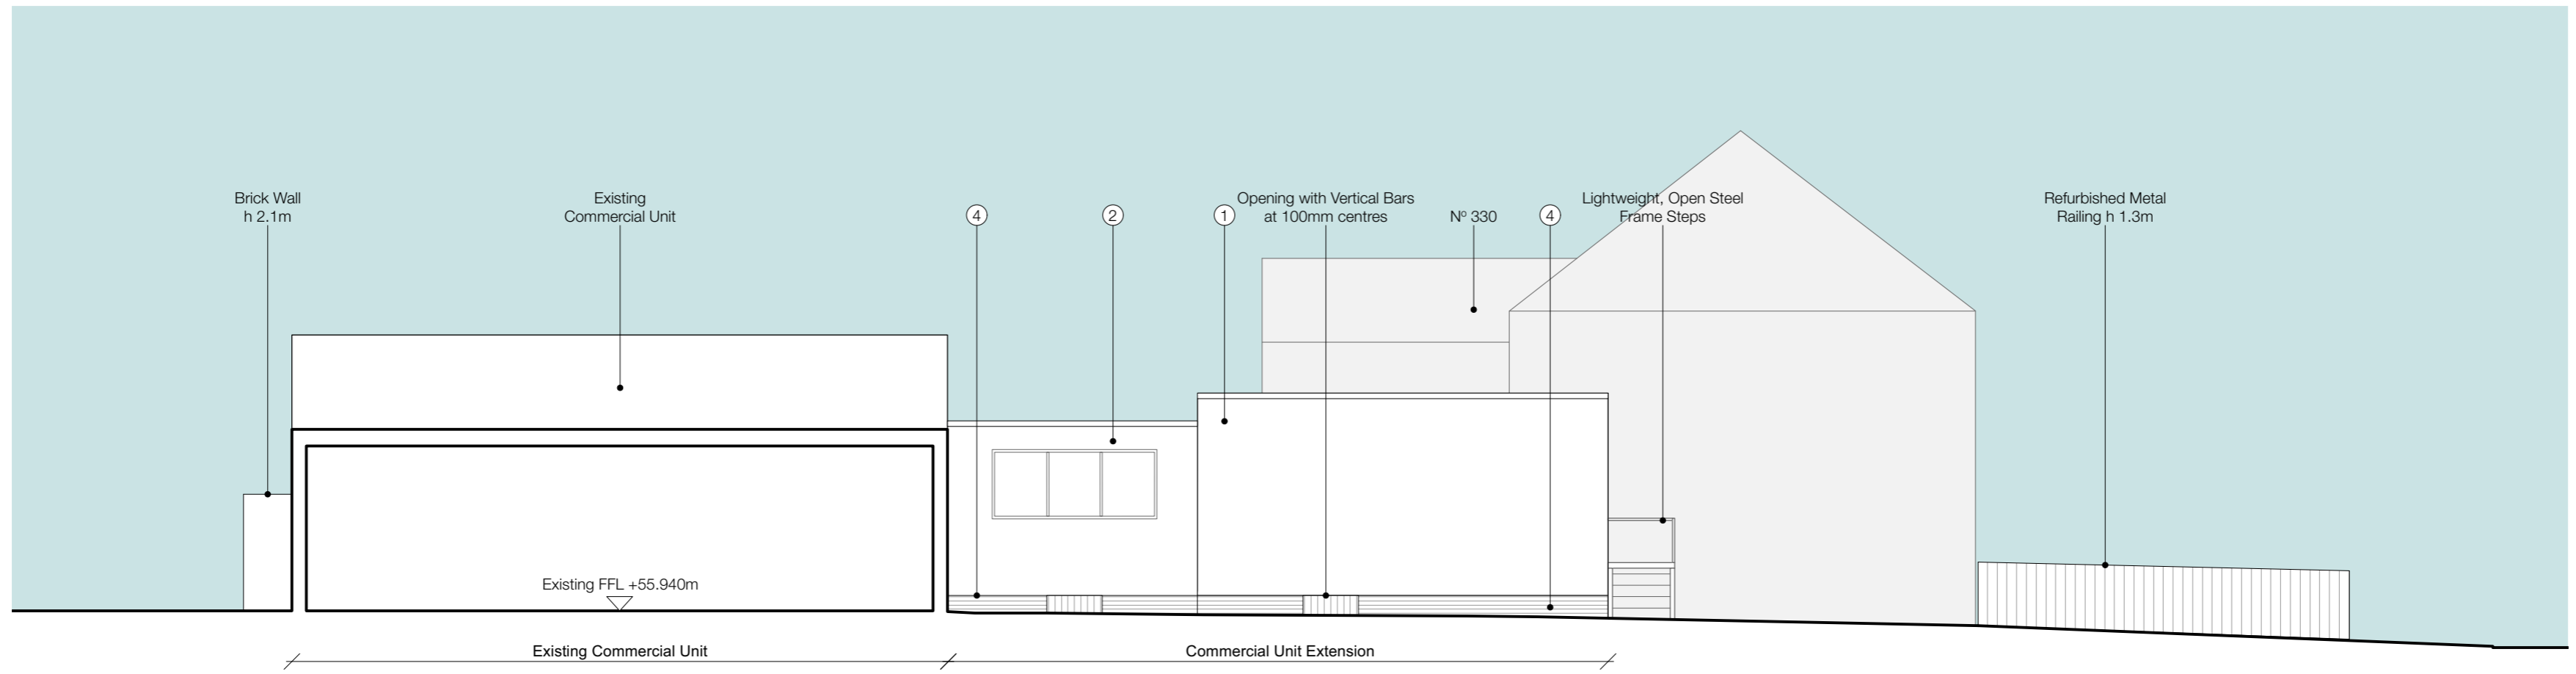 Brick Wall
h 2.1m
Existing
Commercial Unit
4
2
1
Opening with Vertical Bars
at 100mm centres
Nº 330
4
Lightweight, Open Steel
Frame Steps
Refurbished Metal
Railing h 1.3m
Existing FFL +55.940m
Existing Commercial Unit
Commercial Unit Extension